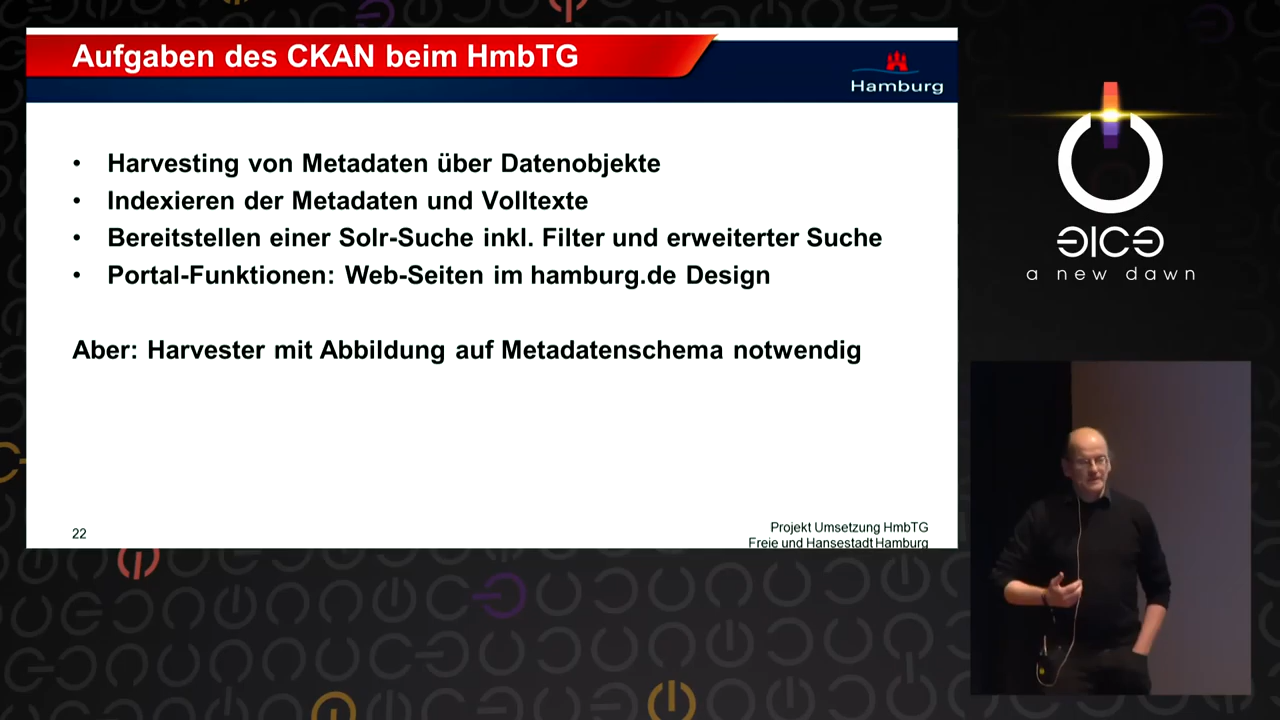 Aufgaben des CKAN beim HmbTG
Hamburg
• Harvesting von Metadaten über Datenobjekte
• Indexieren der Metadaten und Volltexte
• Bereitstellen einer Solr-Suche inkl. Filter und erweiterter Suche
• Portal-Funktionen: Web-Seiten im hamburg.de Design
Aber: Harvester mit Abbildung auf Metadatenschema notwendig
22
Projekt Umsetzung HmbTG
Freie und Hansestadt Hamburg
a new dawn